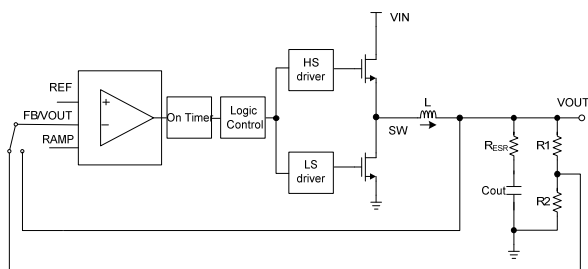 VIN
HS
driver
REF
FB/VOUT
RAMP
+
−
On Timer
Logic
Control
L
VOUT
SW
LS
driver
RESR
R1
Cout
R2